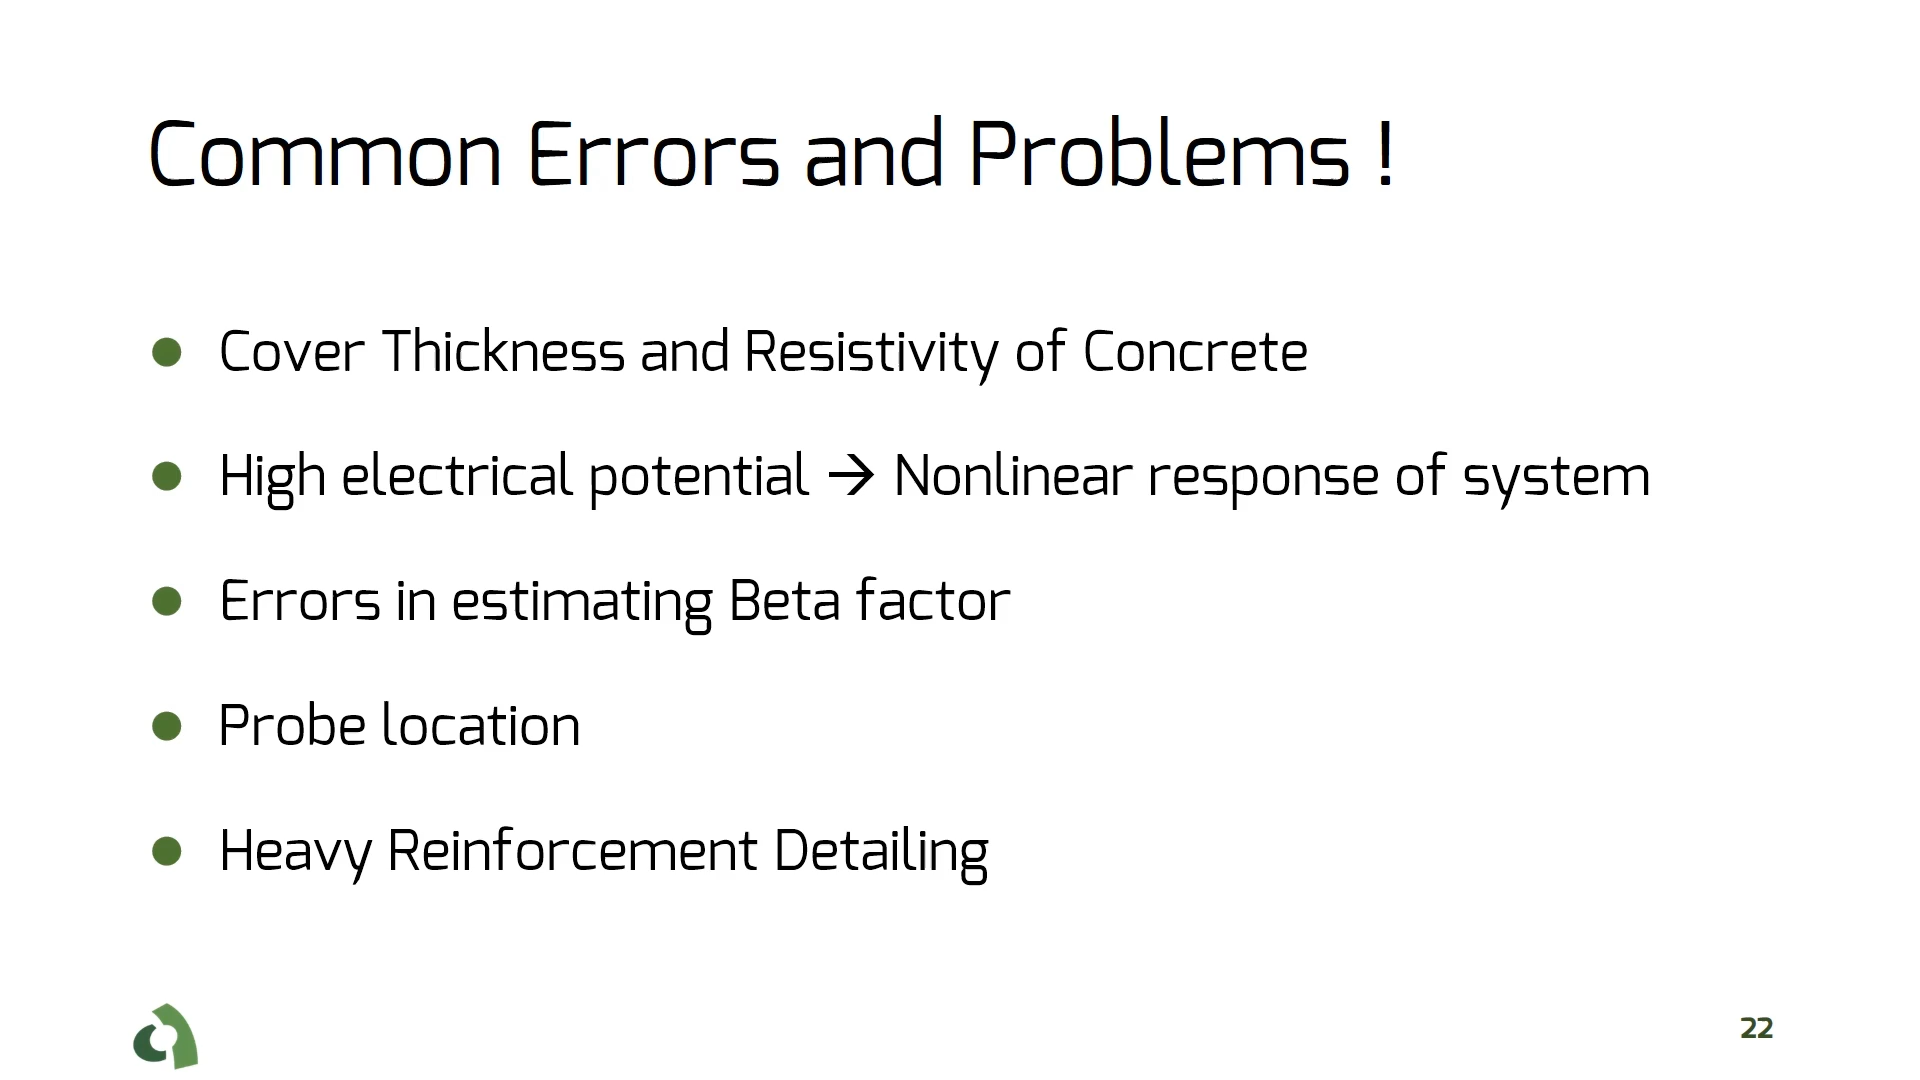 Common Errors and Problems !
Cover Thickness and Resistivity of Concrete
High electrical potential → Nonlinear response of system
Errors in estimating Beta factor
Probe location
Heavy Reinforcement Detailing
22